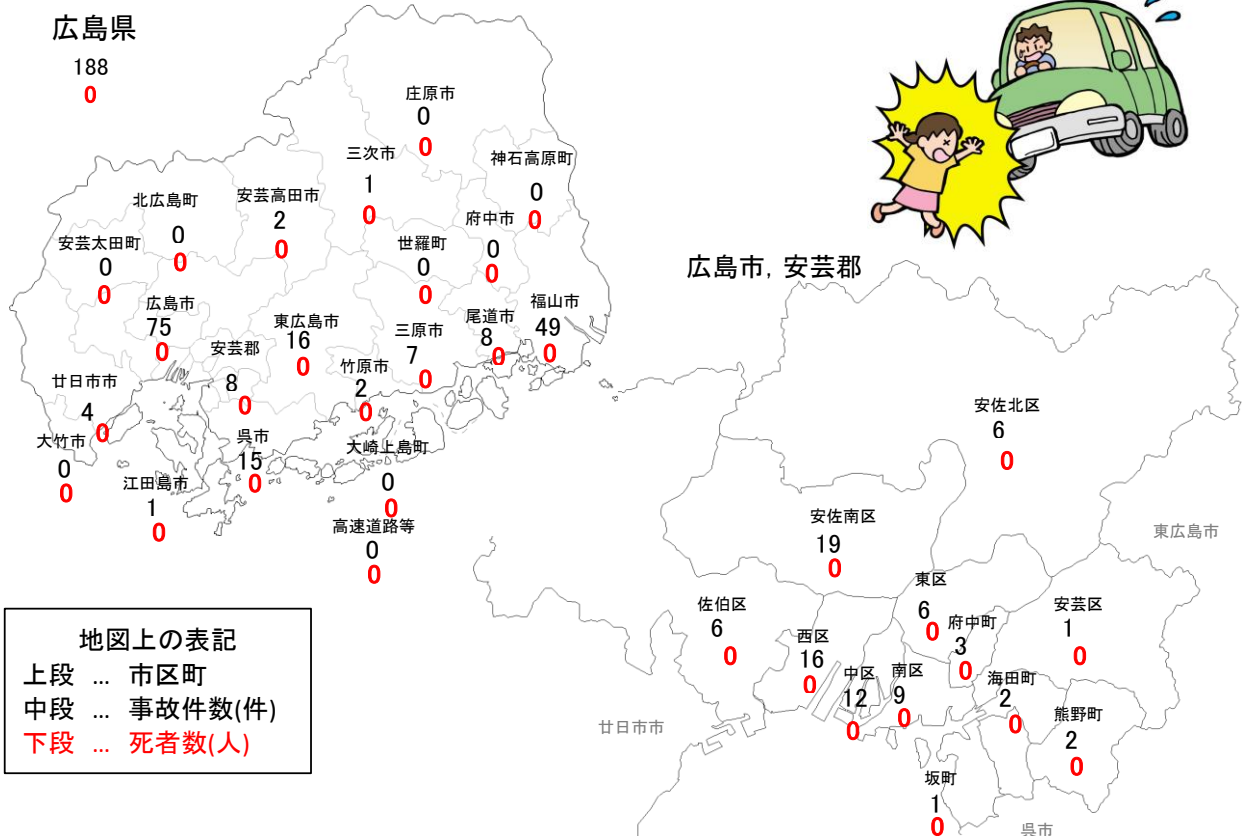 広島県
188
0
庄原市
0
0
三次市
1
0
神石高原町
0
0
北広島町
0
0
安芸高田市
2
0
府中市
0
0
安芸太田町
0
0
世羅町
0
0
広島市
75
0
安芸郡
8
0
東広島市
16
0
三原市
7
0
尾道市
8
0
福山市
49
0
竹原市
2
0
廿日市市
4
0
大竹市
0
0
呉市
15
0
大崎上島町
0
0
江田島市
1
0
高速道路等
0
0
地図上の表記
上段 … 市区町
中段 … 事故件数(件)
下段 … 死者数(人)
広島市, 安芸郡
安佐北区
6
0
安佐南区
19
0
東広島市
東区
6
0
府中町
3
0
安芸区
1
0
佐伯区
6
0
西区
16
0
中区
12
0
南区
9
0
海田町
2
0
熊野町
2
0
廿日市市
坂町
1
0
呉市